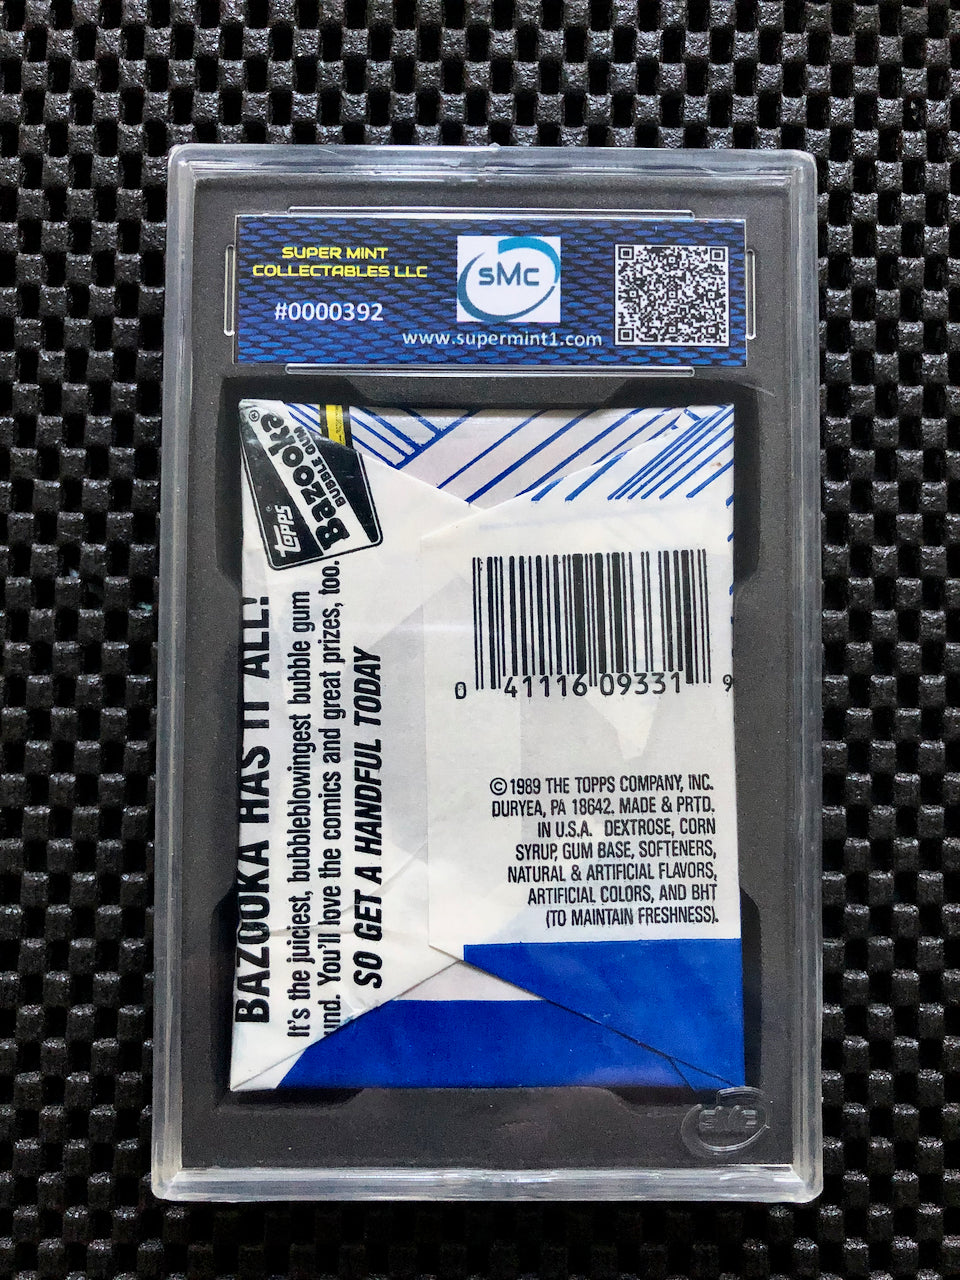 SUPER MINT
COLLECTABLES LLC
#0000392
SMC
www.supermint1.com
TOPPS
Bazooka®
BUBBLE GUM
BAZOOKA HAS IT ALL!
It's the juiciest, bubbleblowingest bubble gum
und. You'll love the comics and great prizes, too.
SO GET A HANDFUL TODAY
0 41116 09331 9
© 1989 THE TOPPS COMPANY, INC.
DURYEA, PA 18642. MADE & PRTD.
IN U.S.A. DEXTROSE, CORN
SYRUP, GUM BASE, SOFTENERS,
NATURAL & ARTIFICIAL FLAVORS,
ARTIFICIAL COLORS, AND BHT
(TO MAINTAIN FRESHNESS).
SMC